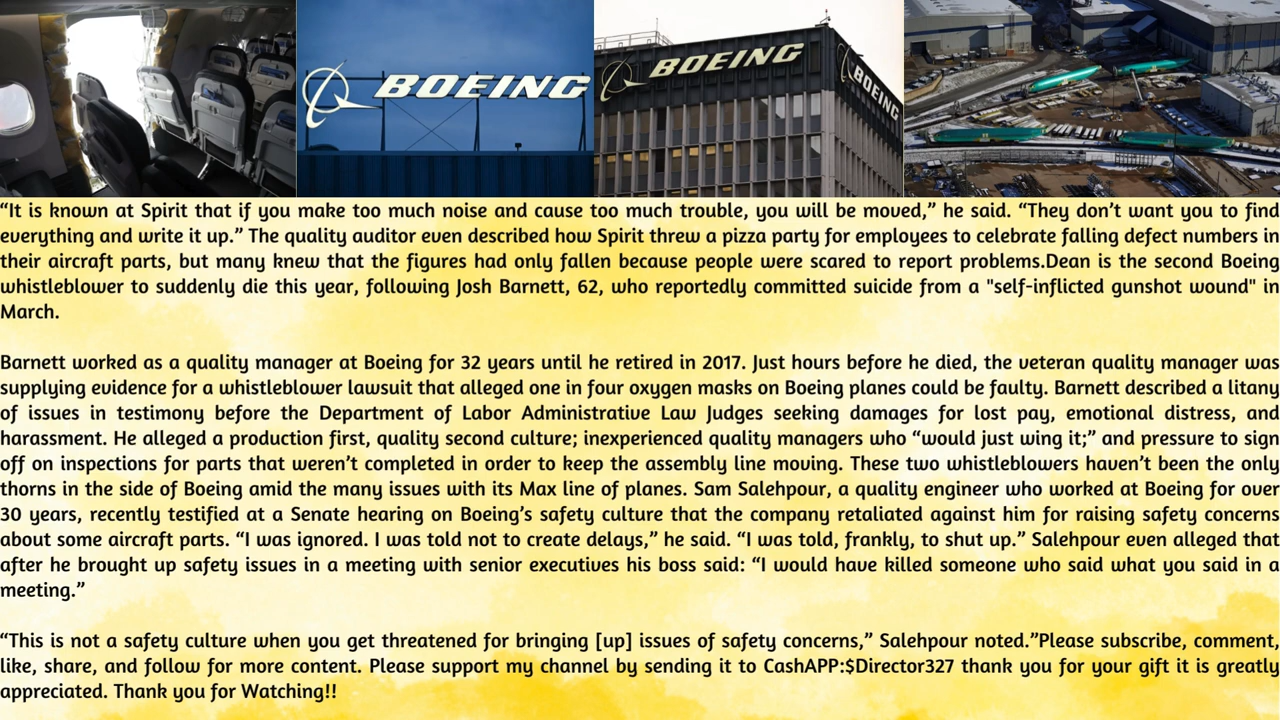 BOEING
BOEING
BOEING
“It is known at Spirit that if you make too much noise and cause too much trouble, you will be moved,” he said. “They don’t want you to find
everything and write it up.” The quality auditor even described how Spirit threw a pizza party for employees to celebrate falling defect numbers in
their aircraft parts, but many knew that the figures had only fallen because people were scared to report problems.Dean is the second Boeing
whistleblower to suddenly die this year, following Josh Barnett, 62, who reportedly committed suicide from a "self-inflicted gunshot wound" in
March.
Barnett worked as a quality manager at Boeing for 32 years until he retired in 2017. Just hours before he died, the veteran quality manager was
supplying evidence for a whistleblower lawsuit that alleged one in four oxygen masks on Boeing planes could be faulty. Barnett described a litany
of issues in testimony before the Department of Labor Administrative Law Judges seeking damages for lost pay, emotional distress, and
harassment. He alleged a production first, quality second culture; inexperienced quality managers who “would just wing it;” and pressure to sign
off on inspections for parts that weren’t completed in order to keep the assembly line moving. These two whistleblowers haven’t been the only
thorns in the side of Boeing amid the many issues with its Max line of planes. Sam Salehpour, a quality engineer who worked at Boeing for over
30 years, recently testified at a Senate hearing on Boeing’s safety culture that the company retaliated against him for raising safety concerns
about some aircraft parts. “I was ignored. I was told not to create delays,” he said. “I was told, frankly, to shut up.” Salehpour even alleged that
after he brought up safety issues in a meeting with senior executives his boss said: “I would have killed someone who said what you said in a
meeting.”
“This is not a safety culture when you get threatened for bringing [up] issues of safety concerns,” Salehpour noted.”Please subscribe, comment,
like, share, and follow for more content. Please support my channel by sending it to CashAPP:$Director327 thank you for your gift it is greatly
appreciated. Thank you for Watching!!